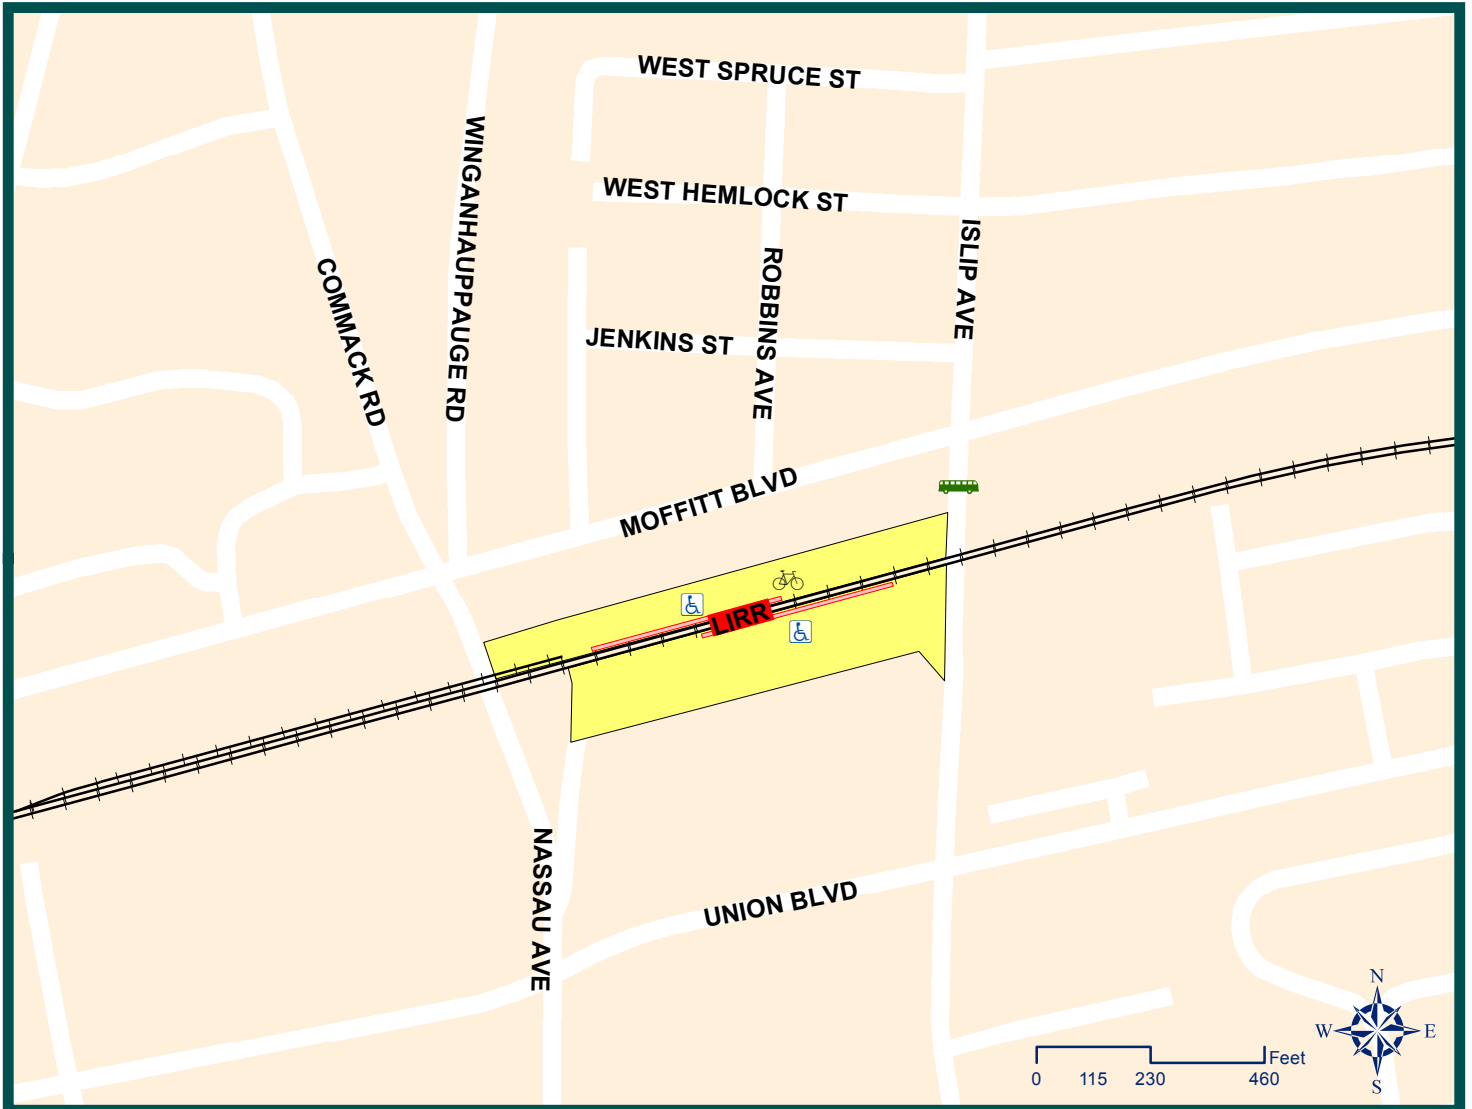 WEST SPRUCE ST
WINGANHAUPPAUGE RD
WEST HEMLOCK ST
ISLIP AVE
ROBBINS AVE
COMMACK RD
JENKINS ST
MOFFITT BLVD
LIRR
NASSAU AVE
UNION BLVD
N
W E
S
Feet
0 115 230 460